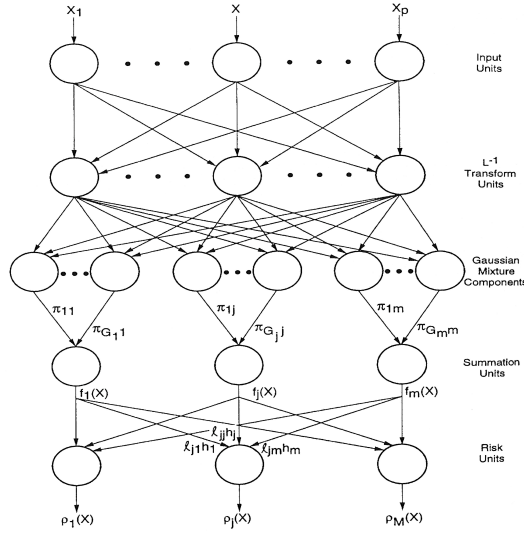 X1 X Xp
Input
Units
L-1
Transform
Units
Gaussian
Mixture
Components
π11 πG11 π1j πGjj π1m πGmm
Summation
Units
f1(X) fj(X) fm(X)
ℓjjhj
ℓj1h1 ℓjmhm
Risk
Units
ρ1(X) ρj(X) ρM(X)